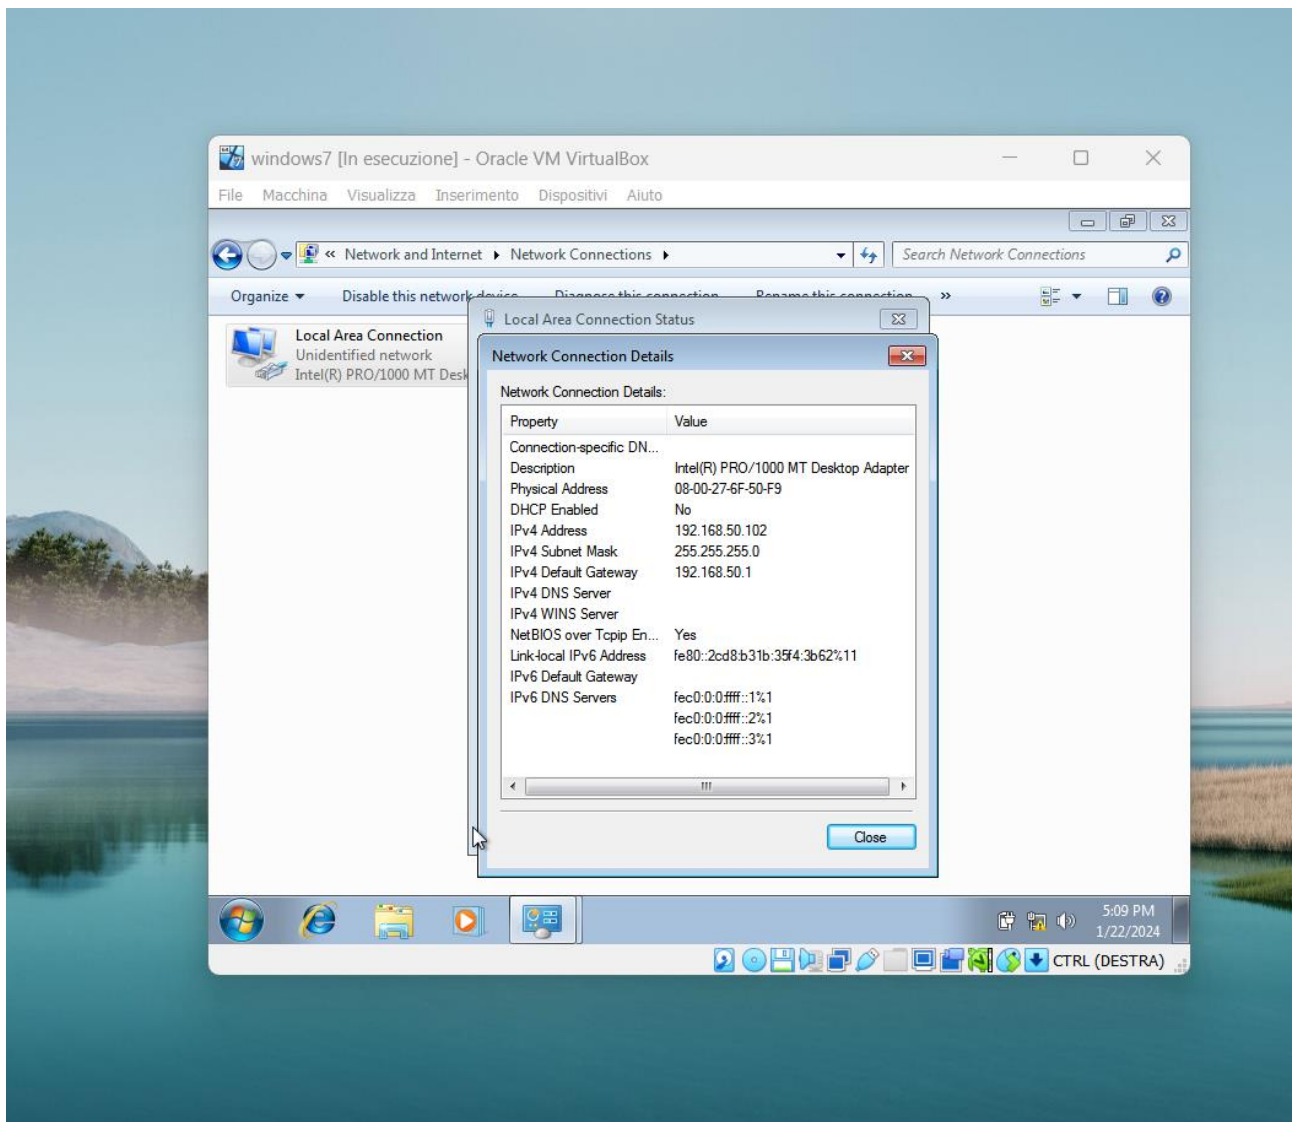 windows7 [In esecuzione] - Oracle VM VirtualBox
File Macchina Visualizza Inserimento Dispositivi Aiuto
« Network and Internet Network Connections Search Network Connections
Organize Disable this network device Diagnose this connection Rename this connection »
Local Area Connection
Unidentified network
Intel(R) PRO/1000 MT Desk
Local Area Connection Status
Network Connection Details
Network Connection Details:
Property Value
Connection-specific DN...
Description Intel(R) PRO/1000 MT Desktop Adapter
Physical Address 08-00-27-6F-50-F9
DHCP Enabled No
IPv4 Address 192.168.50.102
IPv4 Subnet Mask 255.255.255.0
IPv4 Default Gateway 192.168.50.1
IPv4 DNS Server
IPv4 WINS Server
NetBIOS over Tcpip En... Yes
Link-local IPv6 Address fe80::2cd8:b31b:35f4:3b62%11
IPv6 Default Gateway
IPv6 DNS Servers fec0:0:0:ffff::1%1
fec0:0:0:ffff::2%1
fec0:0:0:ffff::3%1
Close
5:09 PM
1/22/2024
CTRL (DESTRA)